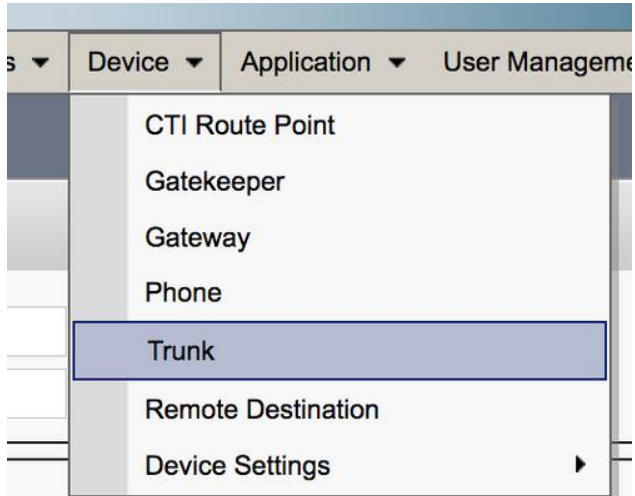 s Device Application User Manageme
CTI Route Point
Gatekeeper
Gateway
Phone
Trunk
Remote Destination
Device Settings